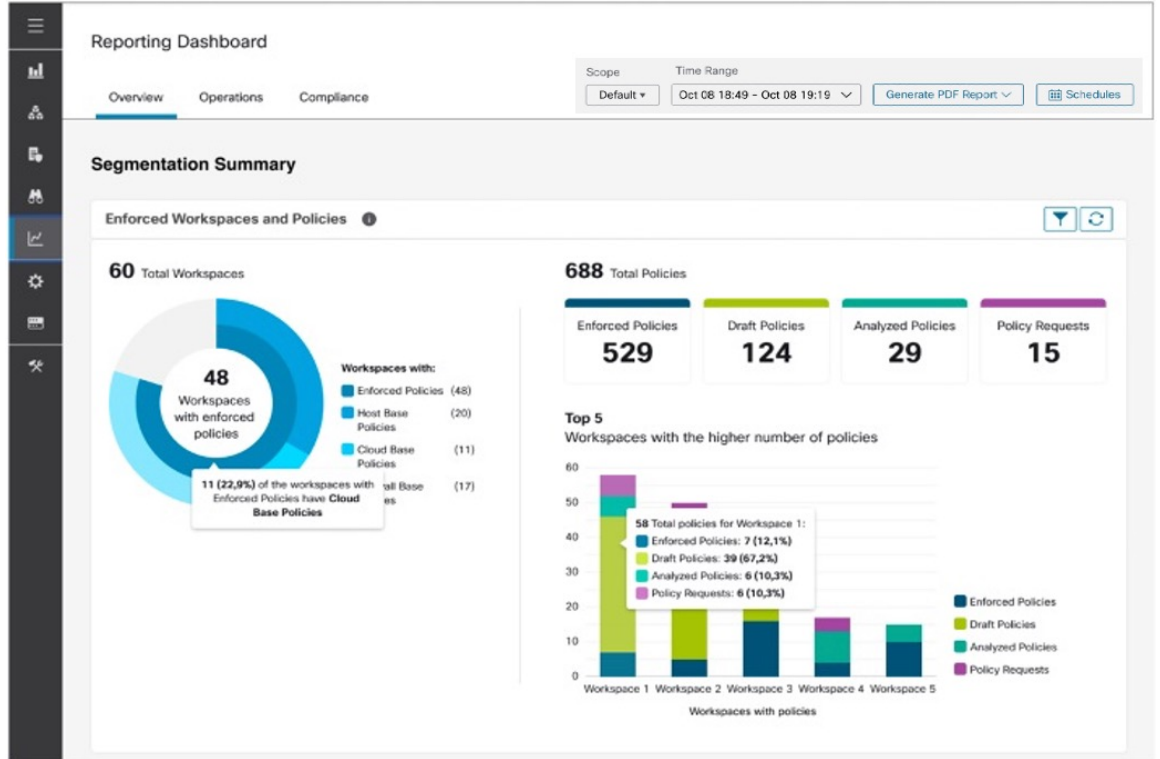 Reporting Dashboard
Overview
Operations
Compliance
Scope
Default
Time Range
Oct 08 18:49 - Oct 08 19:19
Generate PDF Report
Schedules
Segmentation Summary
Enforced Workspaces and Policies
60 Total Workspaces
48
Workspaces
with enforced
policies
Workspaces with:
Enforced Policies (48)
Host Base (20)
Policies
Cloud Base (11)
Policies
Base (17)
11 (22,9%) of the workspaces with
Enforced Policies have Cloud
Base Policies
688 Total Policies
Enforced Policies
529
Draft Policies
124
Analyzed Policies
29
Policy Requests
15
Top 5
Workspaces with the higher number of policies
60
50
40
30
20
10
0
58 Total policies for Workspace 1:
Enforced Policies: 7 (12,1%)
Draft Policies: 39 (67,2%)
Analyzed Policies: 6 (10,3%)
Policy Requests: 6 (10,3%)
Workspace 1 Workspace 2 Workspace 3 Workspace 4 Workspace 5
Workspaces with policies
Enforced Policies
Draft Policies
Analyzed Policies
Policy Requests